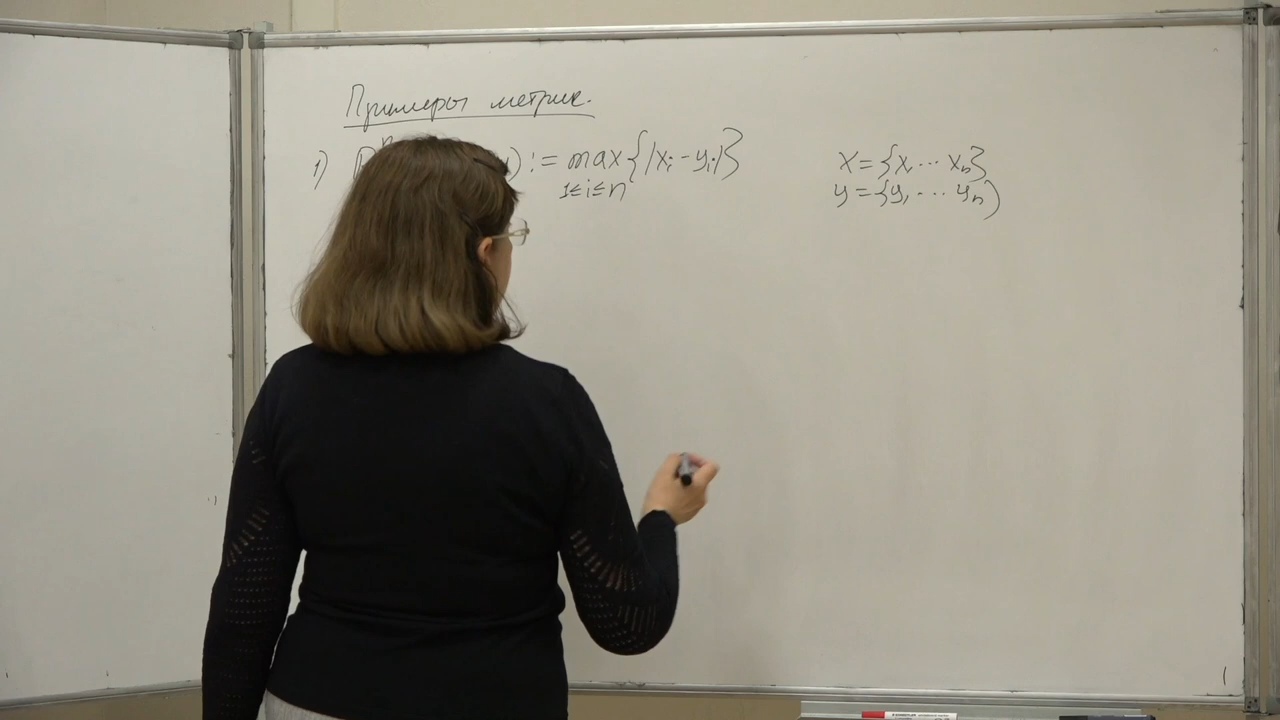 Примеры метрик.
1) ) := max {|xᵢ - yᵢ|}
1≤i≤n
x = {x₁ ... xₙ}
y = {y₁ ... yₙ)